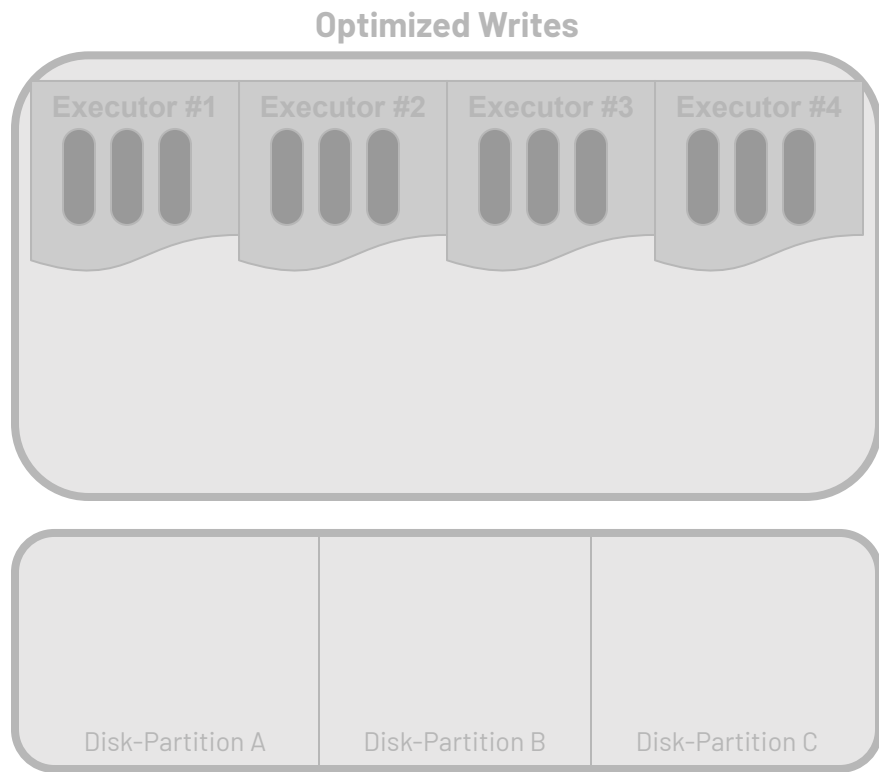 Optimized Writes
Executor #1 Executor #2 Executor #3 Executor #4
Disk-Partition A Disk-Partition B Disk-Partition C